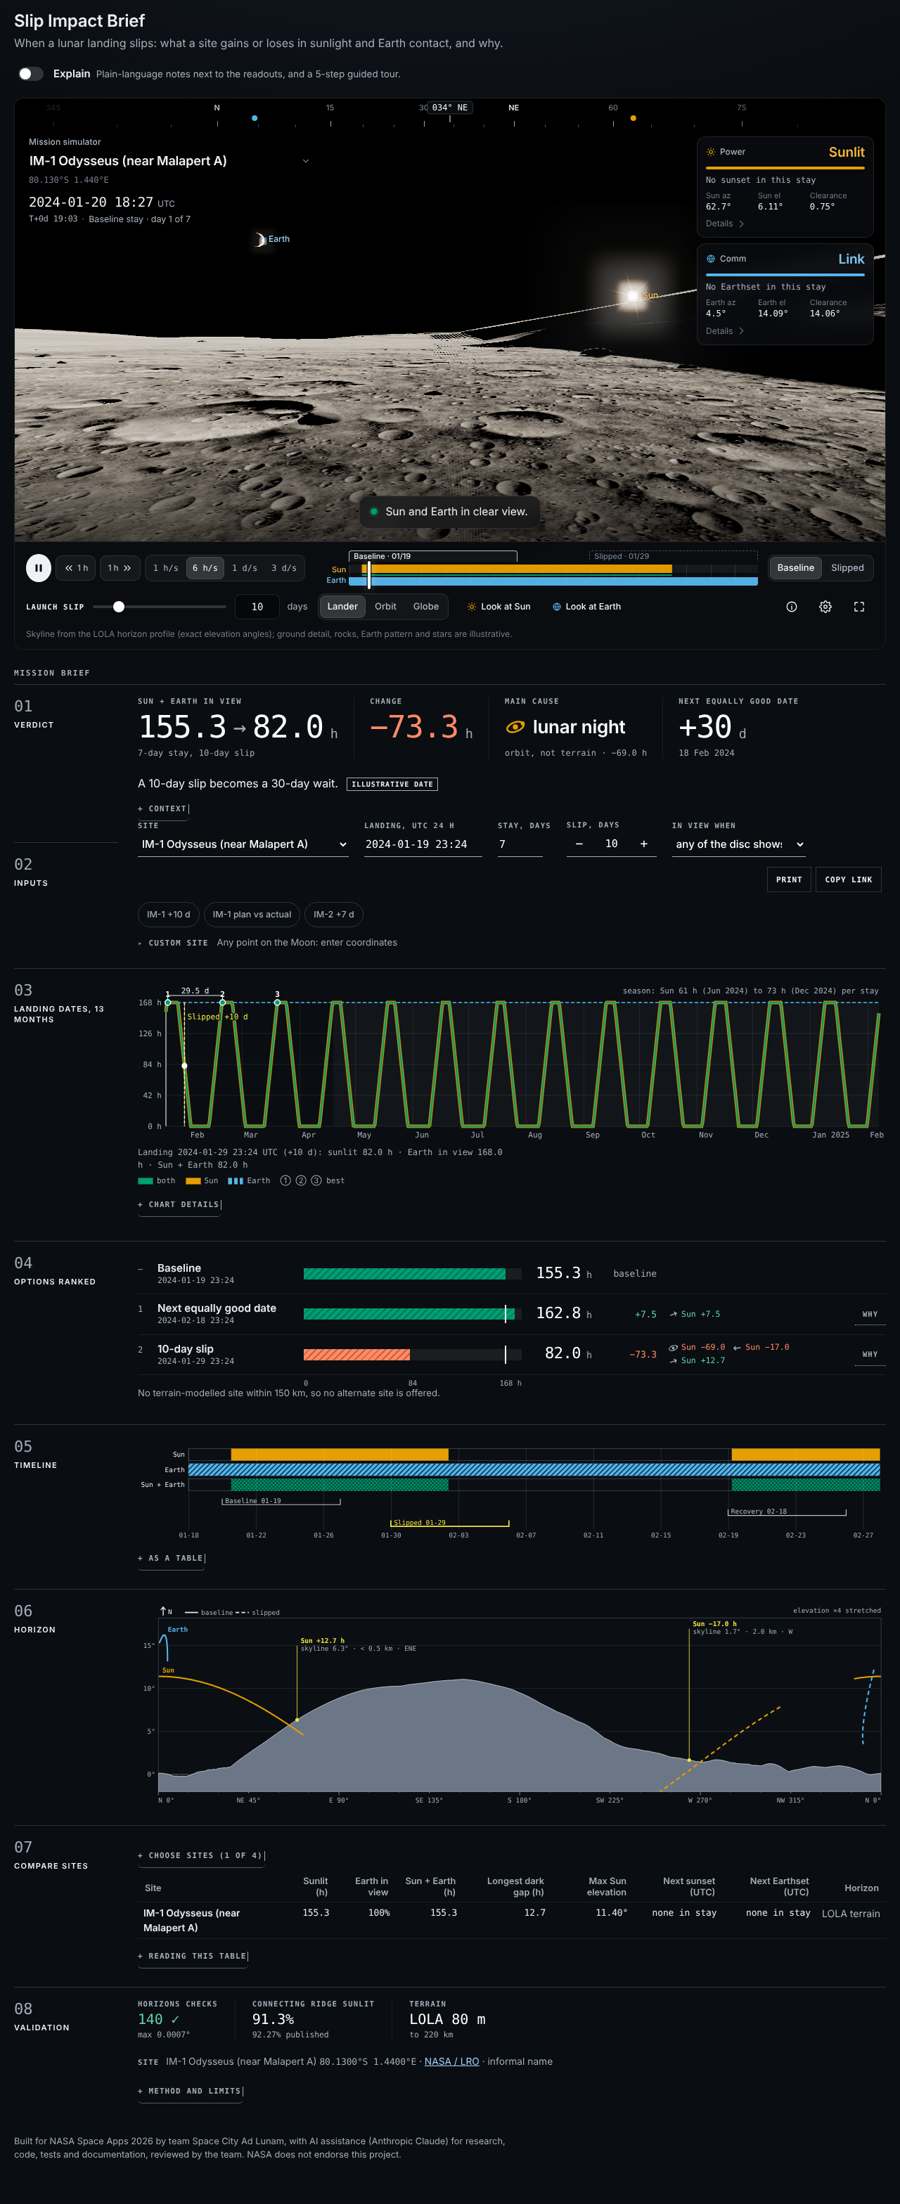 Slip Impact Brief
When a lunar landing slips: what a site gains or loses in sunlight and Earth contact, and why.
Explain Plain-language notes next to the readouts, and a 5-step guided tour.
345 N 15 30 034° NE NE 60 75
Mission simulator
IM-1 Odysseus (near Malapert A)
80.130°S 1.440°E
2024-01-20 18:27 UTC
T+0d 19:03 · Baseline stay · day 1 of 7
Earth
Sun
Power Sunlit
No sunset in this stay
Sun az Sun el Clearance
62.7° 6.11° 0.75°
Details
Comm Link
No Earthset in this stay
Earth az Earth el Clearance
4.5° 14.09° 14.06°
Details
Sun and Earth in clear view.
1 h 1 h 1 h/s 6 h/s 1 d/s 3 d/s
Baseline · 01/19 Slipped · 01/29
Sun
Earth
Baseline Slipped
LAUNCH SLIP 10 days Lander Orbit Globe Look at Sun Look at Earth
Skyline from the LOLA horizon profile (exact elevation angles); ground detail, rocks, Earth pattern and stars are illustrative.
MISSION BRIEF
01
VERDICT
SUN + EARTH IN VIEW CHANGE MAIN CAUSE NEXT EQUALLY GOOD DATE
155.3 → 82.0 h −73.3 h lunar night +30 d
7-day stay, 10-day slip orbit, not terrain · −69.0 h 18 Feb 2024
A 10-day slip becomes a 30-day wait. ILLUSTRATIVE DATE
+ CONTEXT
02
INPUTS
SITE LANDING, UTC 24 H STAY, DAYS SLIP, DAYS IN VIEW WHEN
IM-1 Odysseus (near Malapert A) 2024-01-19 23:24 7 − 10 + any of the disc shows
PRINT COPY LINK
IM-1 +10 d IM-1 plan vs actual IM-2 +7 d
CUSTOM SITE Any point on the Moon: enter coordinates
03
LANDING DATES, 13
MONTHS
1 29.5 d 2 3 season: Sun 61 h (Jun 2024) to 73 h (Dec 2024) per stay
168 h
Slipped +10 d
126 h
84 h
42 h
0 h
Feb Mar Apr May Jun Jul Aug Sep Oct Nov Dec Jan 2025 Feb
Landing 2024-01-29 23:24 UTC (+10 d): sunlit 82.0 h · Earth in view 168.0
h · Sun + Earth 82.0 h
both Sun Earth ① ② ③ best
+ CHART DETAILS
04
OPTIONS RANKED
– Baseline 155.3 h baseline
2024-01-19 23:24
1 Next equally good date 162.8 h +7.5 Sun +7.5 WHY
2024-02-18 23:24
2 10-day slip 82.0 h −73.3 Sun −69.0 ← Sun −17.0 WHY
2024-01-29 23:24 Sun +12.7
0 84 168 h
No terrain-modelled site within 150 km, so no alternate site is offered.
05
TIMELINE
Sun
Earth
Sun + Earth
Baseline 01-19
Slipped 01-29
Recovery 02-18
01-18 01-22 01-26 01-30 02-03 02-07 02-11 02-15 02-19 02-23 02-27
+ AS A TABLE
06
HORIZON
↑N baseline slipped elevation ×4 stretched
Earth
Sun
Sun +12.7 h
skyline 6.3° · < 0.5 km · ENE
Sun −17.0 h
skyline 1.7° · 2.0 km · W
15°
10°
5°
0°
N 0° NE 45° E 90° SE 135° S 180° SW 225° W 270° NW 315° N 0°
07
COMPARE SITES
+ CHOOSE SITES (1 OF 4)
Site Sunlit (h) Earth in view Sun + Earth (h) Longest dark gap (h) Max Sun elevation Next sunset (UTC) Next Earthset (UTC) Horizon
IM-1 Odysseus (near Malapert A) 155.3 100% 155.3 12.7 11.40° none in stay none in stay LOLA terrain
+ READING THIS TABLE
08
VALIDATION
HORIZONS CHECKS CONNECTING RIDGE SUNLIT TERRAIN
140 ✓ 91.3% LOLA 80 m
max 0.0007° 92.27% published to 220 km
SITE IM-1 Odysseus (near Malapert A) 80.1300°S 1.4400°E · NASA / LRO · informal name
+ METHOD AND LIMITS
Built for NASA Space Apps 2026 by team Space City Ad Lunam, with AI assistance (Anthropic Claude) for research,
code, tests and documentation, reviewed by the team. NASA does not endorse this project.